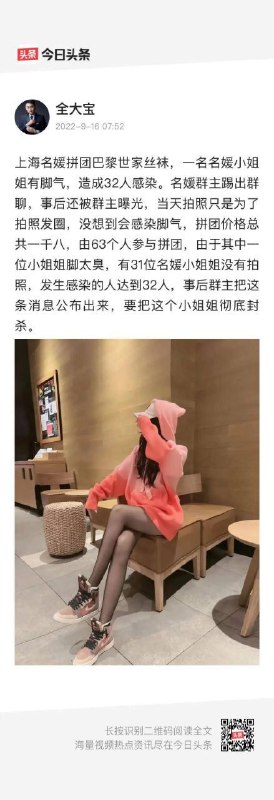 头条 今日头条
全大宝
2022-9-16 07:52
上海名媛拼团巴黎世家丝袜，一名名媛小姐
姐有脚气，造成32人感染。名媛群主踢出群
聊，事后还被群主曝光，当天拍照只是为了
拍照发圈，没想到会感染脚气，拼团价格总
共一千八，由63个人参与拼团，由于其中一
位小姐姐脚太臭，有31位名媛小姐姐没有拍
照，发生感染的人达到32人，事后群主把这
条消息公布出来，要把这个小姐姐彻底封
杀。
长按识别二维码阅读全文
海量视频热点资讯尽在今日头条
头条